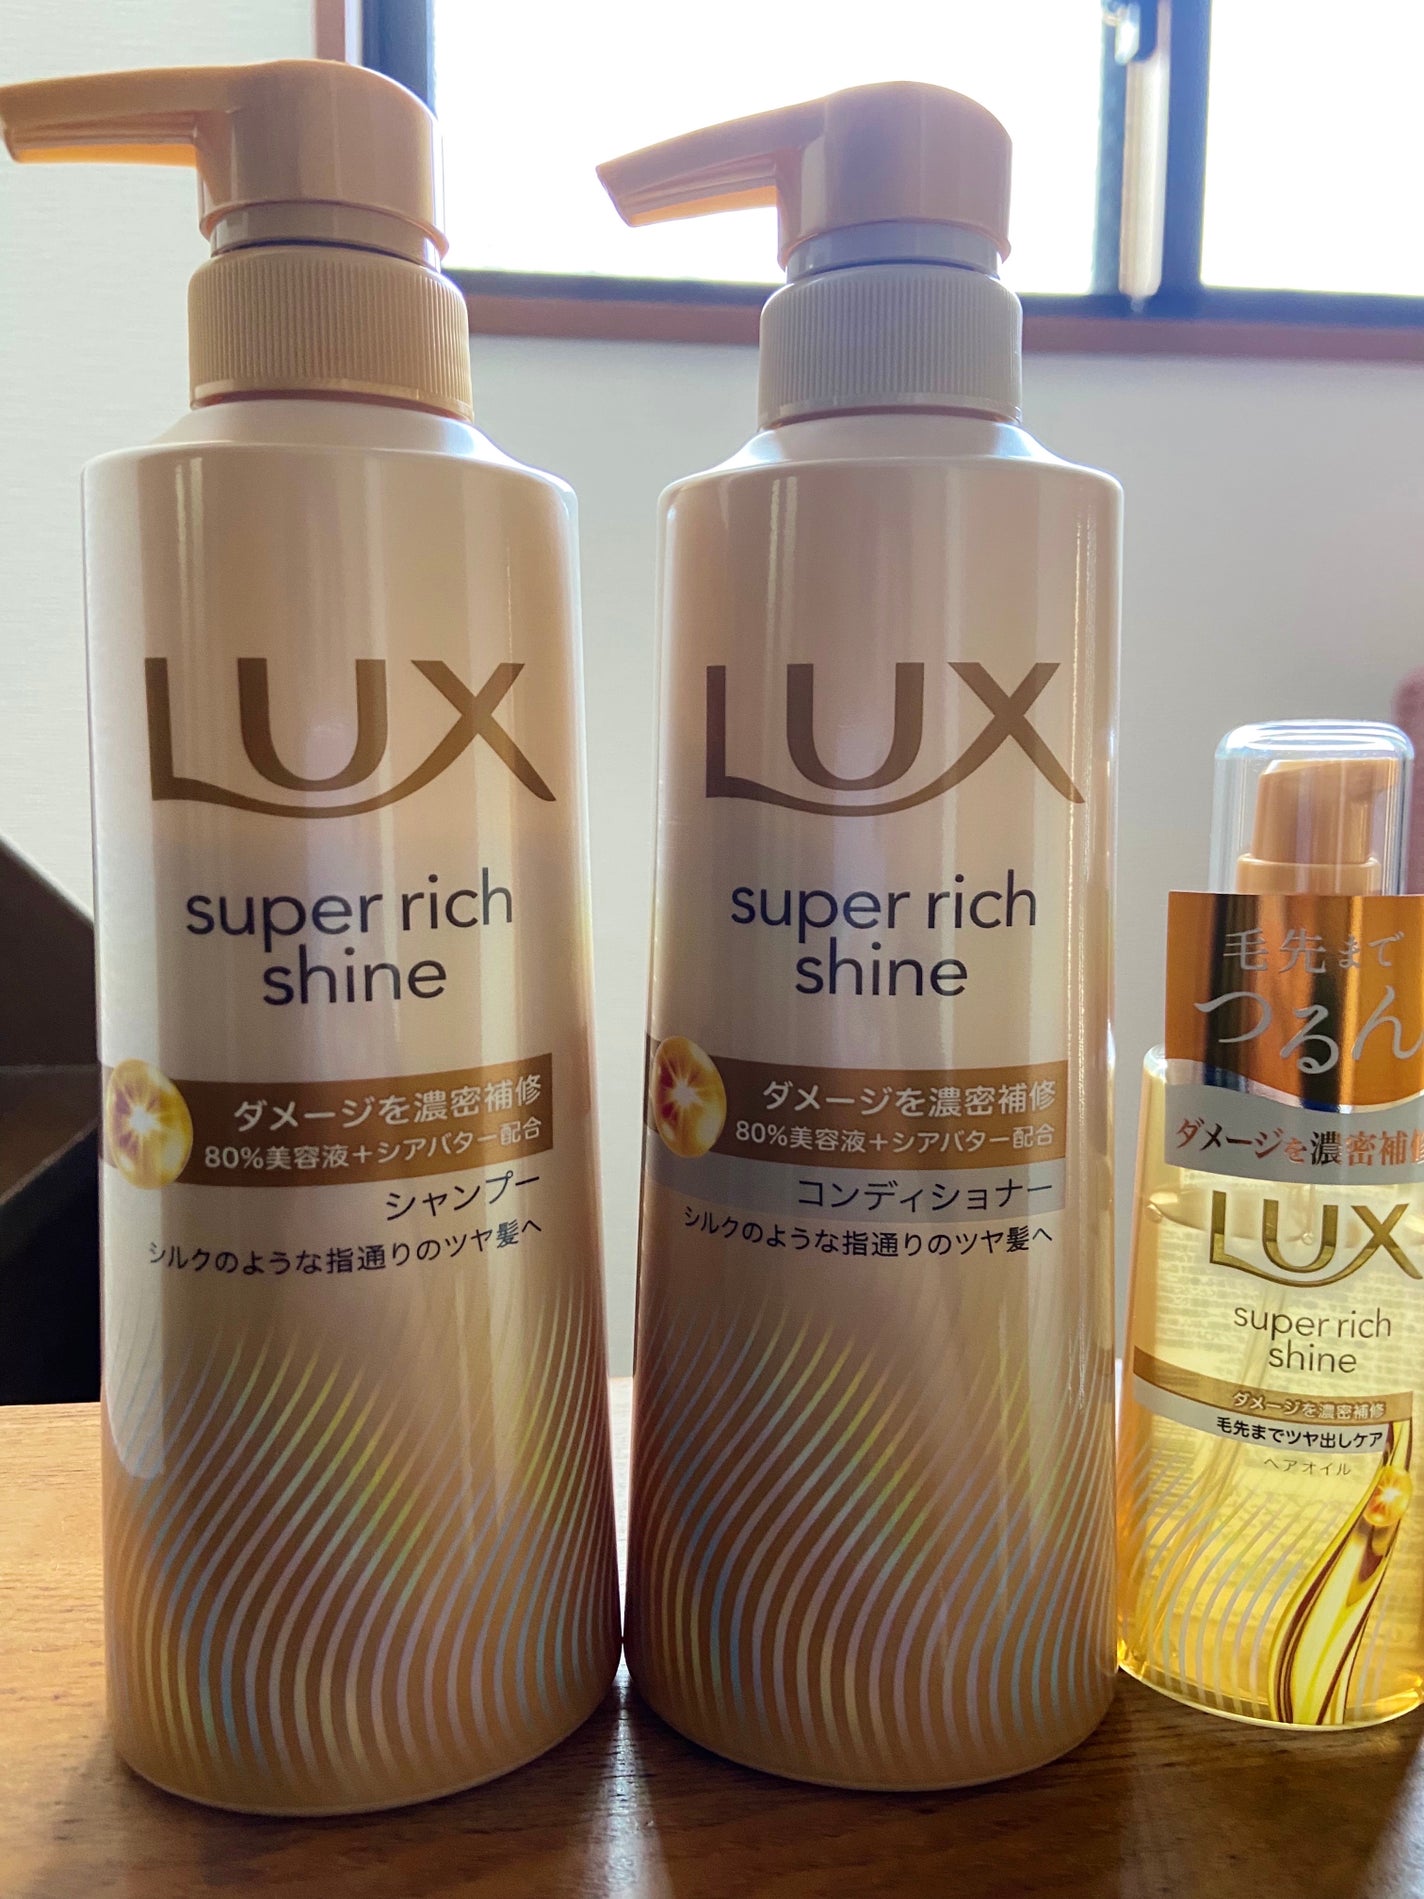 LUX
super rich
shine
ダメージを濃密補修
80%美容液+シアバター配合
シャンプー
シルクのような指通りのツヤ髪へ
LUX
super rich
shine
ダメージを濃密補修
80%美容液+シアバター配合
コンディショナー
シルクのような指通りのツヤ髪へ
毛先まで
つるん
ダメージを濃密補修
LUX
super rich
shine
ダメージを濃密補修
毛先までツヤ出しケア
ヘアオイル